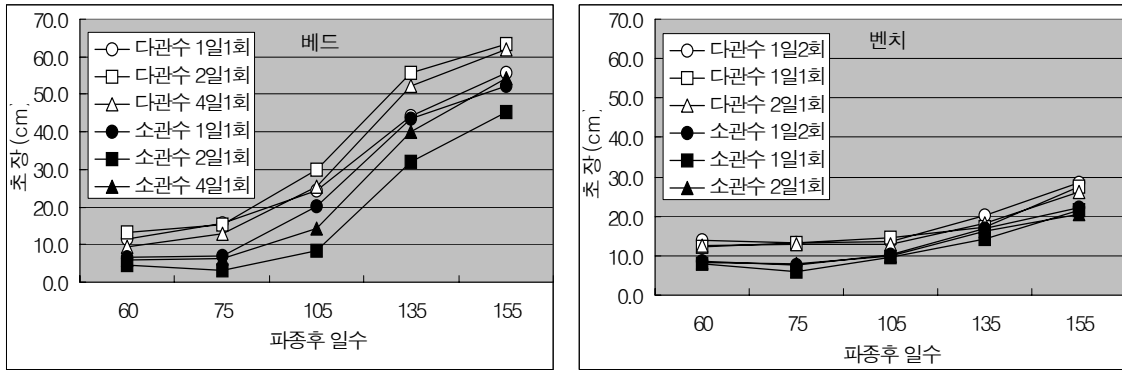 베드
70.0
60.0
50.0
40.0
30.0
20.0
10.0
0.0
초 장 (cm.
다관수 1일1회
다관수 2일1회
다관수 4일1회
소관수 1일1회
소관수 2일1회
소관수 4일1회
60 75 105 135 155
파종후 일수
벤치
70.0
60.0
50.0
40.0
30.0
20.0
10.0
0.0
초 장 (cm.
다관수 1일2회
다관수 1일1회
다관수 2일1회
소관수 1일2회
소관수 1일1회
소관수 2일1회
60 75 105 135 155
파종후 일수